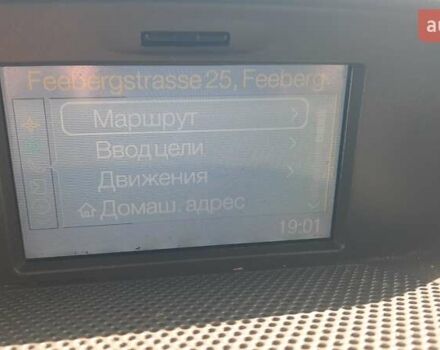 Feebergstrasse 25, Feeberg
Маршрут
Ввод цели
Движения
Домаш. адрес
19:01